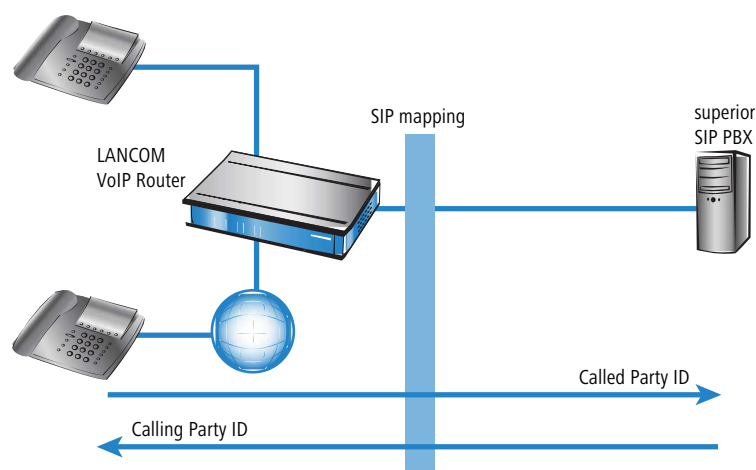 SIP mapping
superior
SIP PBX
LANCOM
VoIP Router
Called Party ID
Calling Party ID